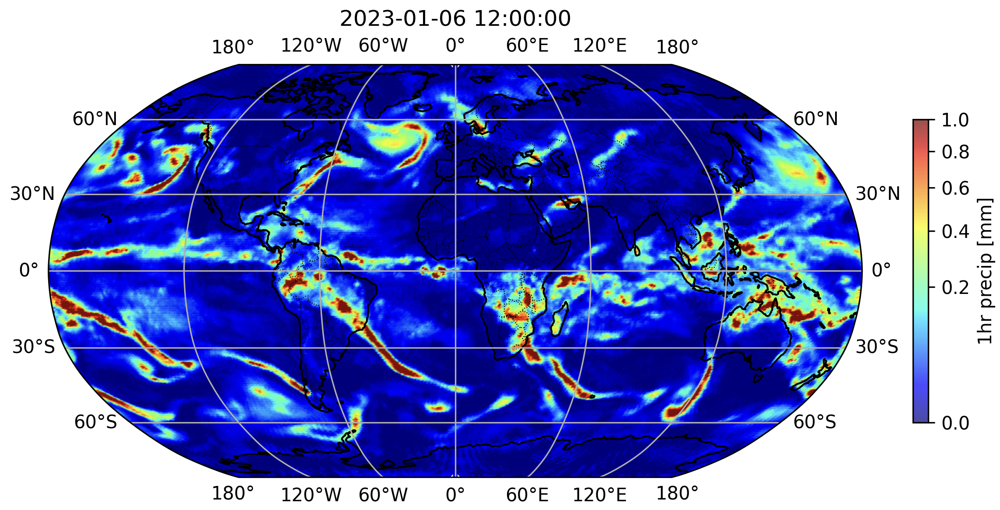 2023-01-06 12:00:00
180° 120°W 60°W 0° 60°E 120°E 180°
60°N 60°N
1.0
0.8
30°N 30°N
0.6
0.4
0° 0°
0.2
1hr precip [mm]
30°S 30°S
60°S 60°S
0.0
180° 120°W 60°W 0° 60°E 120°E 180°